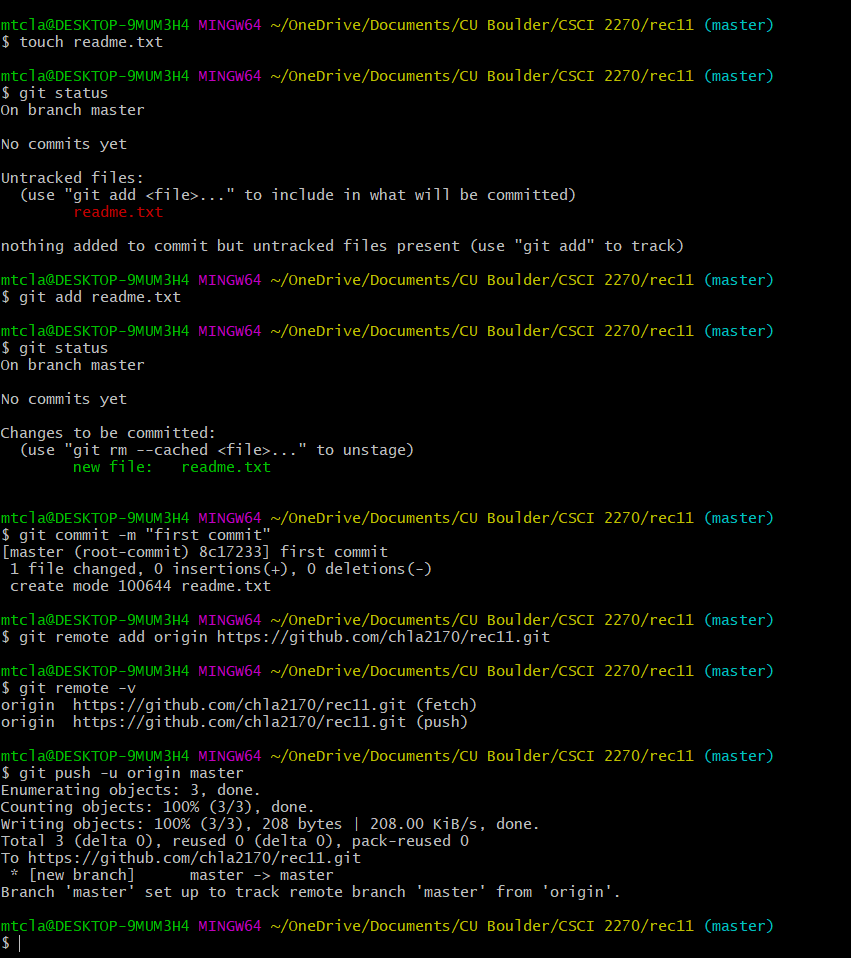 mtcla@DESKTOP-9MUM3H4 MINGW64 ~/OneDrive/Documents/CU Boulder/CSCI 2270/rec11 (master)
$ touch readme.txt
mtcla@DESKTOP-9MUM3H4 MINGW64 ~/OneDrive/Documents/CU Boulder/CSCI 2270/rec11 (master)
$ git status
On branch master
No commits yet
Untracked files:
  (use "git add <file>..." to include in what will be committed)
        readme.txt
nothing added to commit but untracked files present (use "git add" to track)
mtcla@DESKTOP-9MUM3H4 MINGW64 ~/OneDrive/Documents/CU Boulder/CSCI 2270/rec11 (master)
$ git add readme.txt
mtcla@DESKTOP-9MUM3H4 MINGW64 ~/OneDrive/Documents/CU Boulder/CSCI 2270/rec11 (master)
$ git status
On branch master
No commits yet
Changes to be committed:
  (use "git rm --cached <file>..." to unstage)
        new file:   readme.txt
mtcla@DESKTOP-9MUM3H4 MINGW64 ~/OneDrive/Documents/CU Boulder/CSCI 2270/rec11 (master)
$ git commit -m "first commit"
[master (root-commit) 8c17233] first commit
 1 file changed, 0 insertions(+), 0 deletions(-)
 create mode 100644 readme.txt
mtcla@DESKTOP-9MUM3H4 MINGW64 ~/OneDrive/Documents/CU Boulder/CSCI 2270/rec11 (master)
$ git remote add origin https://github.com/chla2170/rec11.git
mtcla@DESKTOP-9MUM3H4 MINGW64 ~/OneDrive/Documents/CU Boulder/CSCI 2270/rec11 (master)
$ git remote -v
origin  https://github.com/chla2170/rec11.git (fetch)
origin  https://github.com/chla2170/rec11.git (push)
mtcla@DESKTOP-9MUM3H4 MINGW64 ~/OneDrive/Documents/CU Boulder/CSCI 2270/rec11 (master)
$ git push -u origin master
Enumerating objects: 3, done.
Counting objects: 100% (3/3), done.
Writing objects: 100% (3/3), 208 bytes | 208.00 KiB/s, done.
Total 3 (delta 0), reused 0 (delta 0), pack-reused 0
To https://github.com/chla2170/rec11.git
 * [new branch]      master -> master
Branch 'master' set up to track remote branch 'master' from 'origin'.
mtcla@DESKTOP-9MUM3H4 MINGW64 ~/OneDrive/Documents/CU Boulder/CSCI 2270/rec11 (master)
$